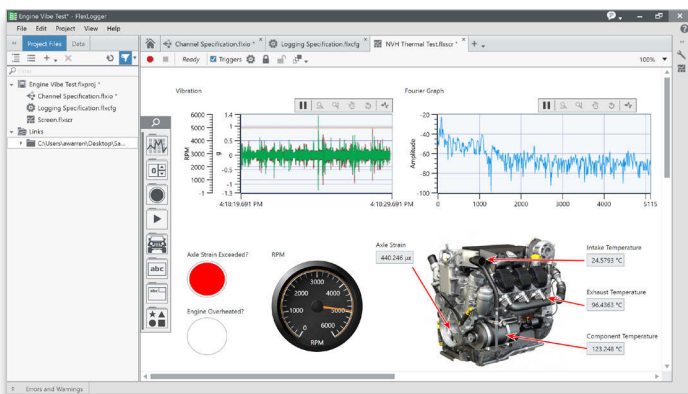 Engine Vibe Test* - FlexLogger
File Edit Project View Help
Project Files Data
Channel Specification.flxio * Logging Specification.flxcfg NVH Thermal Test.flxscr *
Ready Triggers 100%
Engine Vibe Test.flxproj *
Channel Specification.flxio *
Logging Specification.flxcfg
Screen.flxscr
Links
C:\Users\awarren\Desktop\Sa...
Vibration
RPM
6000
5000
4000
3000
2000
1000
-1
g
1.4
1
0.5
0
-0.5
-1
-1.3
4:18:19.691 PM 4:18:29.691 PM
Fourier Graph
Amplitude
-20
-40
-60
-80
-100
0 1000 2000 3000 4000 5115
abc
Axle Strain Exceeded?
Engine Overheated?
RPM
0 1000 2000 3000 4000 5000 6000
RPM
Axle Strain
440.246 µε
Intake Temperature
24.5793 °C
Exhaust Temperature
96.4363 °C
Component Temperature
123.248 °C
Errors and Warnings